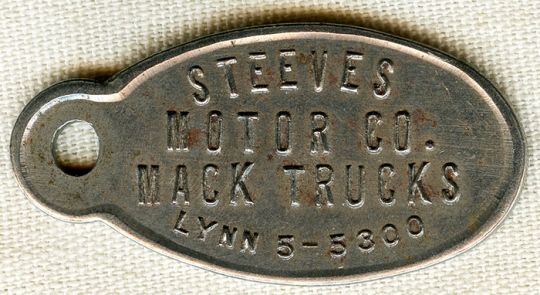 STEEVES
MOTOR CO.
MACK TRUCKS
LYNN 5-5300